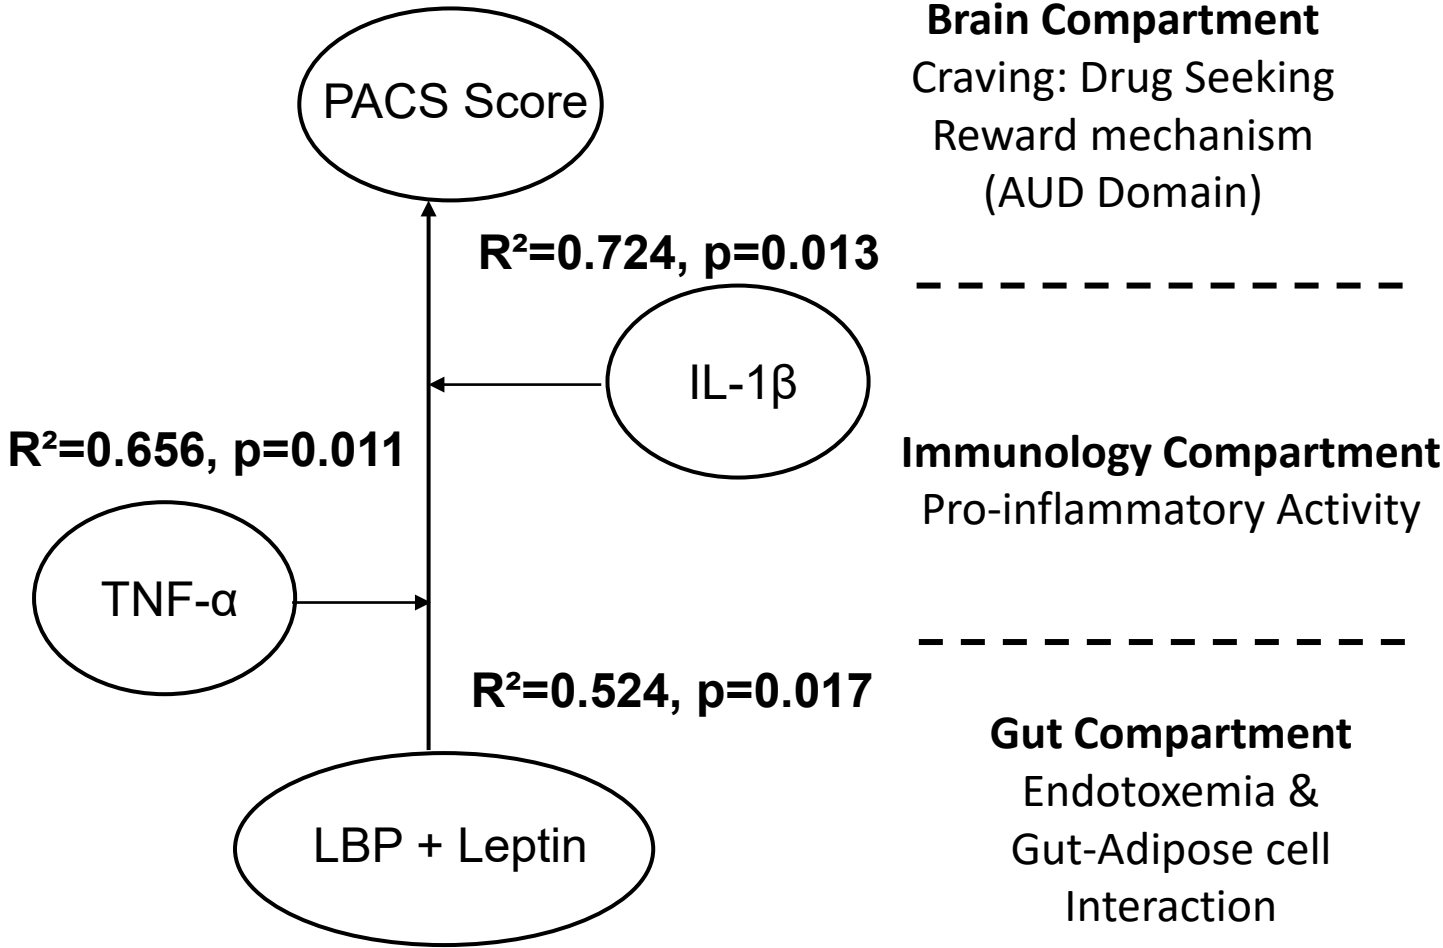 Brain Compartment
Craving: Drug Seeking
Reward mechanism
(AUD Domain)
PACS Score
R²=0.724, p=0.013
IL-1β
R²=0.656, p=0.011
Immunology Compartment
Pro-inflammatory Activity
TNF-α
R²=0.524, p=0.017
Gut Compartment
Endotoxemia &
Gut-Adipose cell
Interaction
LBP + Leptin